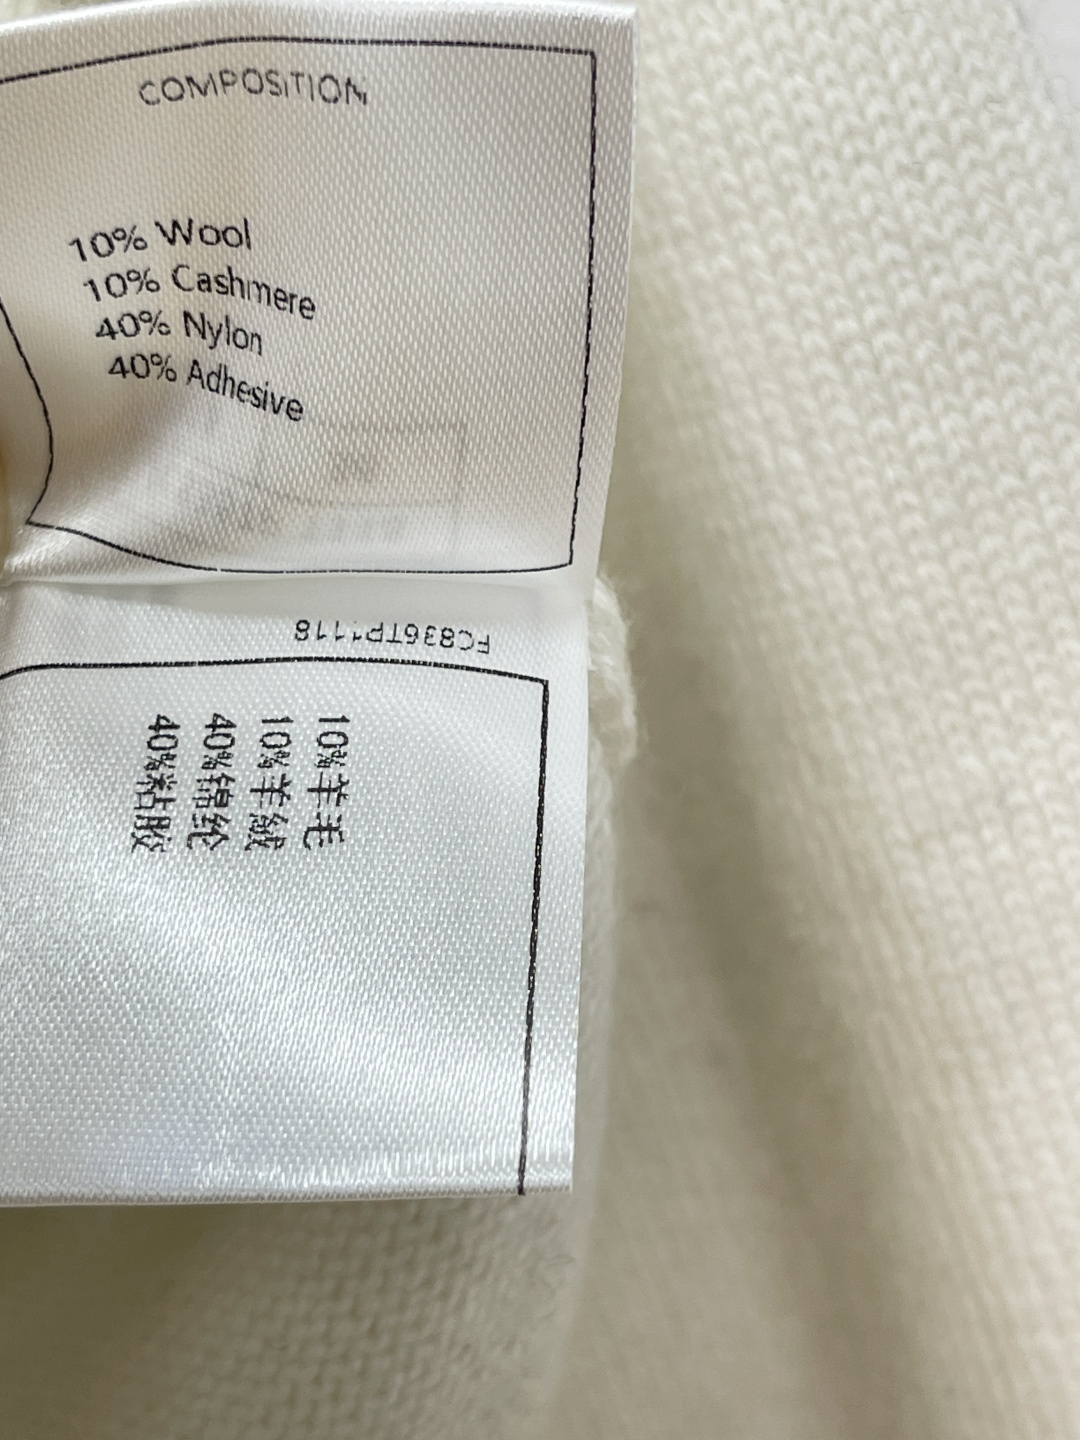 COMPOSITION
10% Wool
10% Cashmere
40% Nylon
40% Adhesive
FC836TP1118
10%羊毛
10%羊绒
40%锦纶
40%粘胶